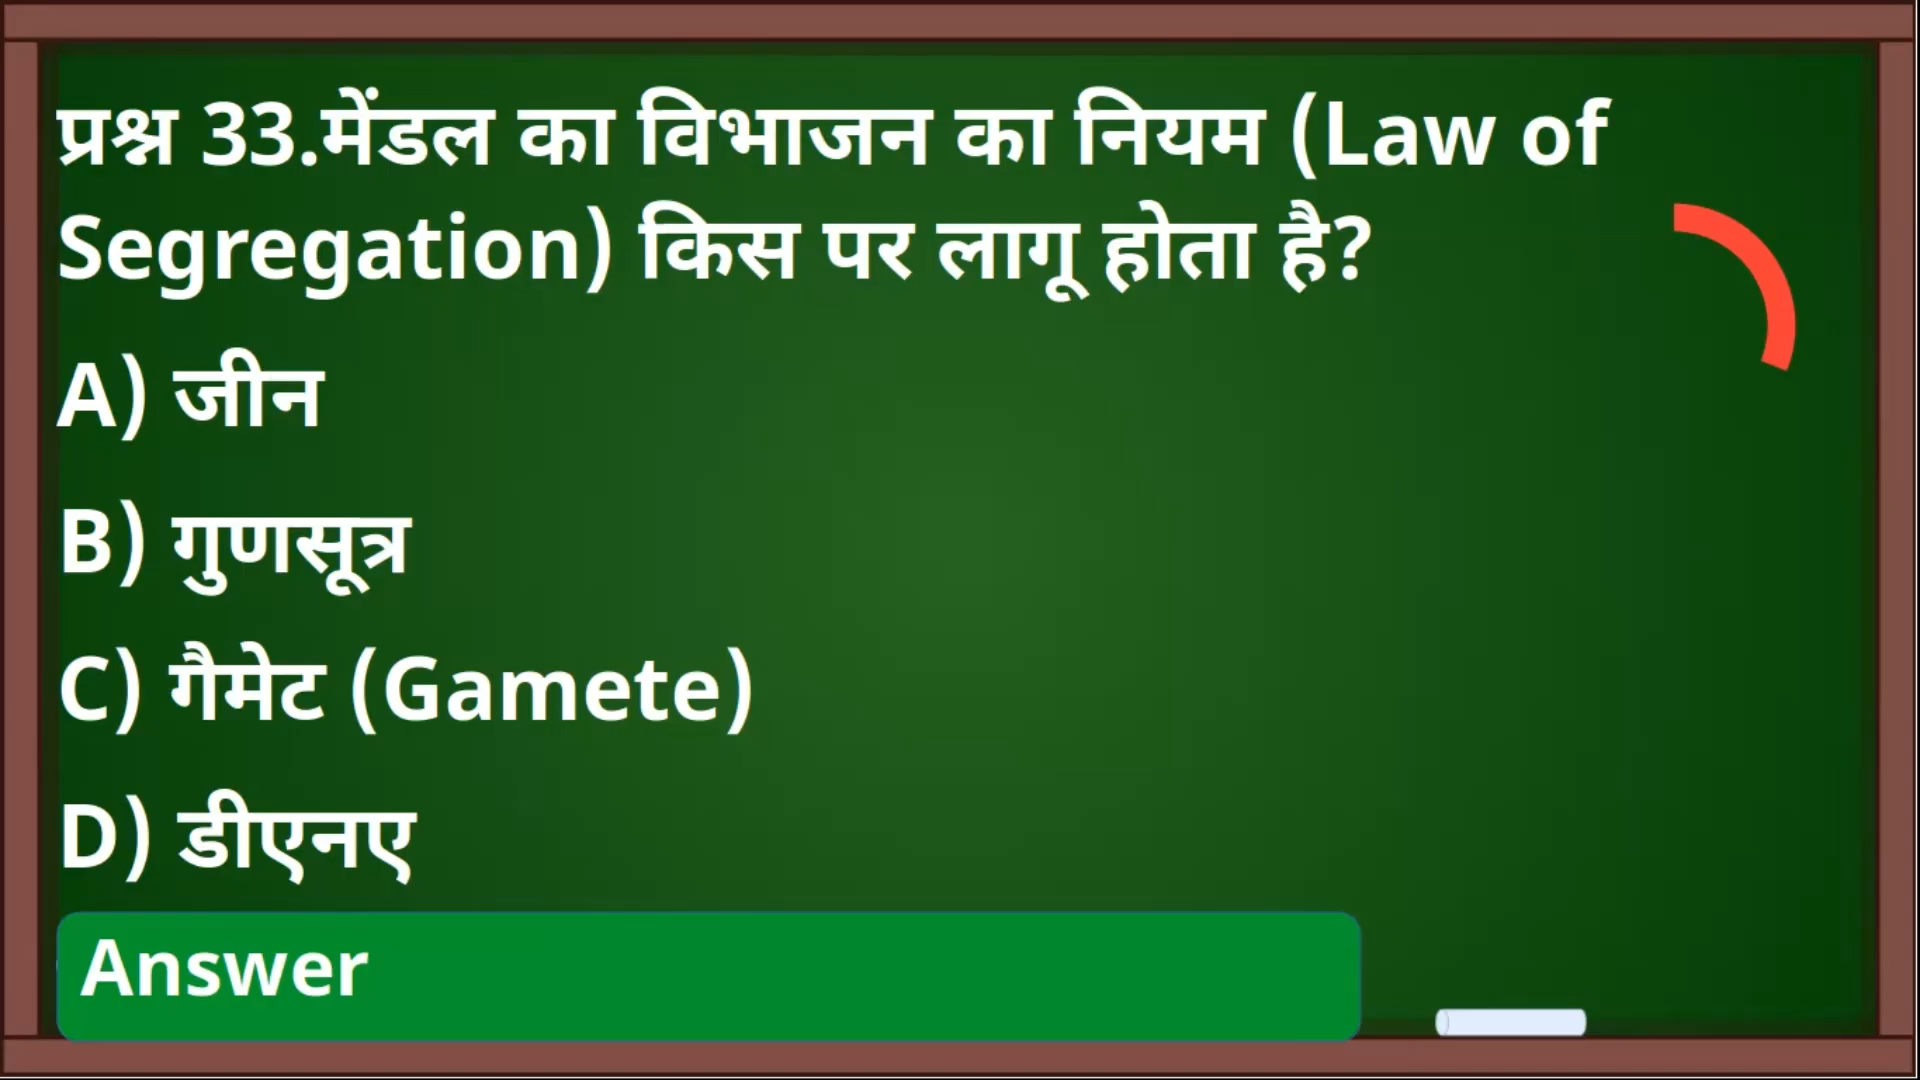 प्रश्न 33.मेंडल का विभाजन का नियम (Law of
Segregation) किस पर लागू होता है?
A) जीन
B) गुणसूत्र
C) गैमेट (Gamete)
D) डीएनए
Answer